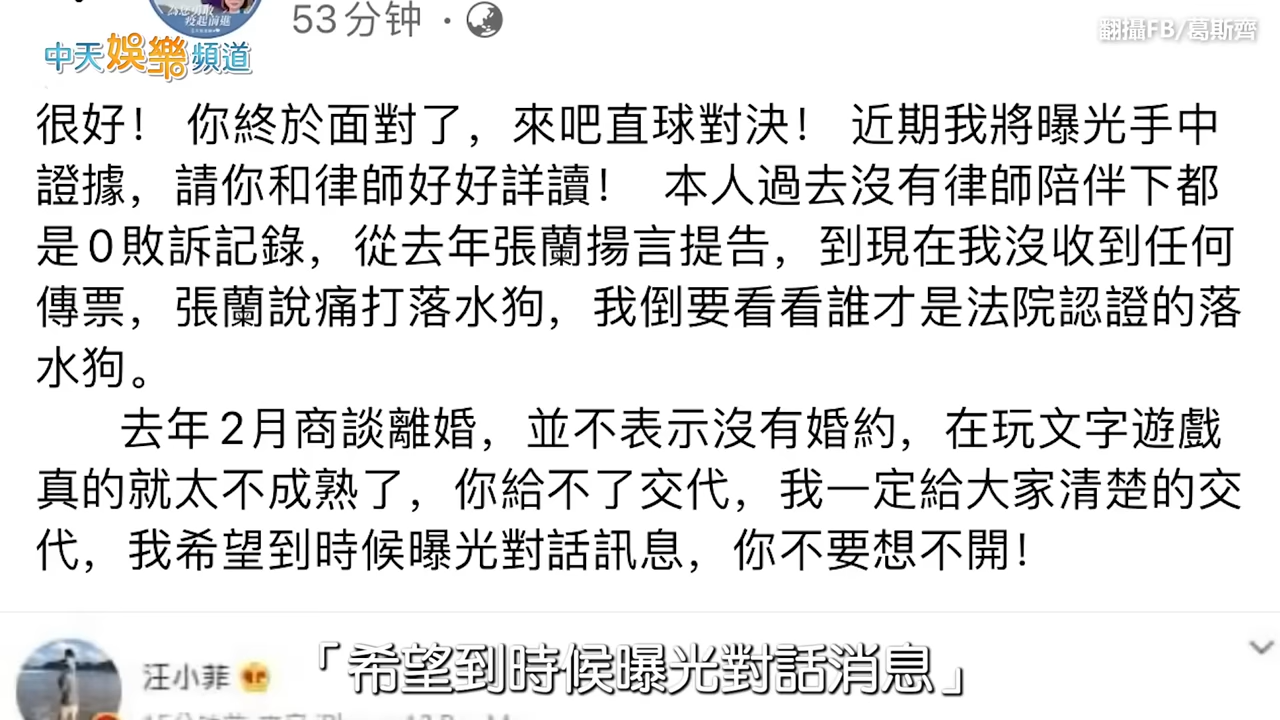 為您勇敢
疫起前進
53分钟
翻攝FB/葛斯齊
中天娛樂頻道
很好！ 你終於面對了，來吧直球對決！ 近期我將曝光手中
證據，請你和律師好好詳讀！ 本人過去沒有律師陪伴下都
是0敗訴記錄，從去年張蘭揚言提告，到現在我沒收到任何
傳票，張蘭說痛打落水狗，我倒要看看誰才是法院認證的落
水狗。
去年2月商談離婚，並不表示沒有婚約，在玩文字遊戲
真的就太不成熟了，你給不了交代，我一定給大家清楚的交
代，我希望到時候曝光對話訊息，你不要想不開！
汪小菲
「希望到時候曝光對話消息」